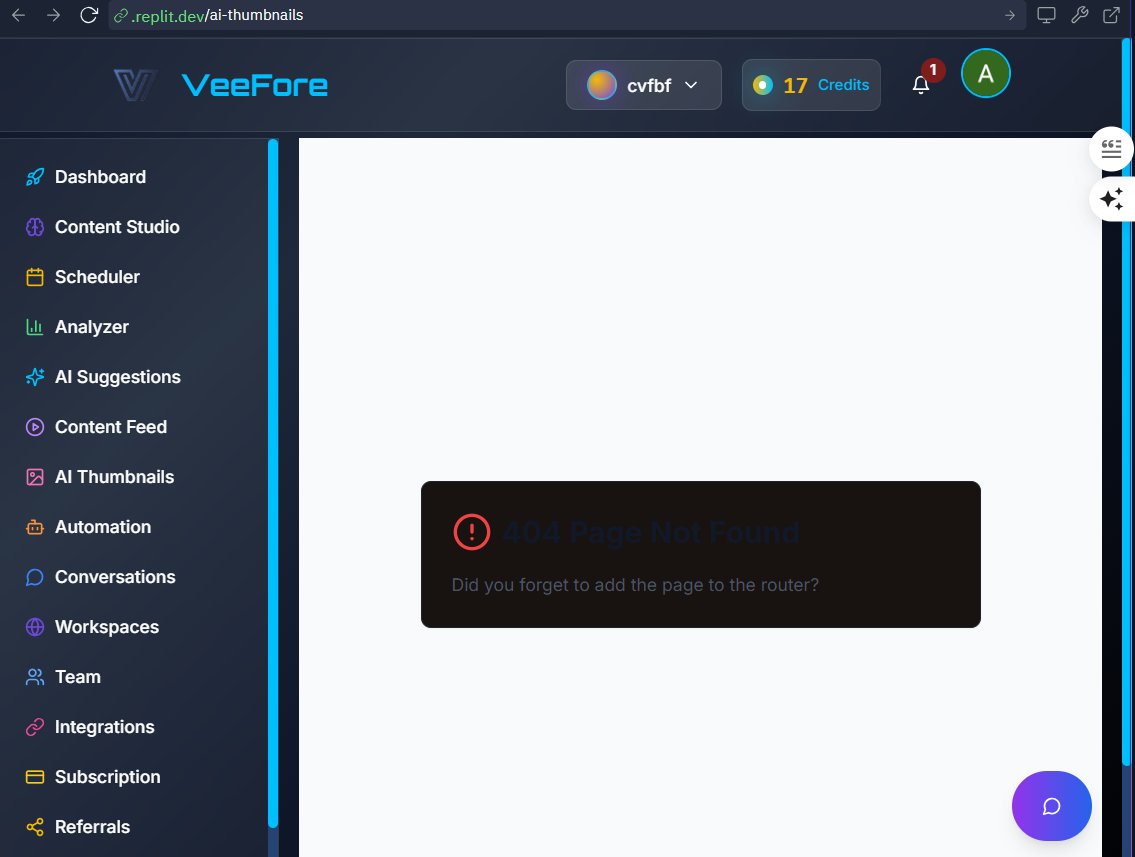 .replit.dev/ai-thumbnails
VeeFore
cvfbf
17 Credits
1
A
Dashboard
Content Studio
Scheduler
Analyzer
AI Suggestions
Content Feed
AI Thumbnails
Automation
Conversations
Workspaces
Team
Integrations
Subscription
Referrals
404 Page Not Found
Did you forget to add the page to the router?